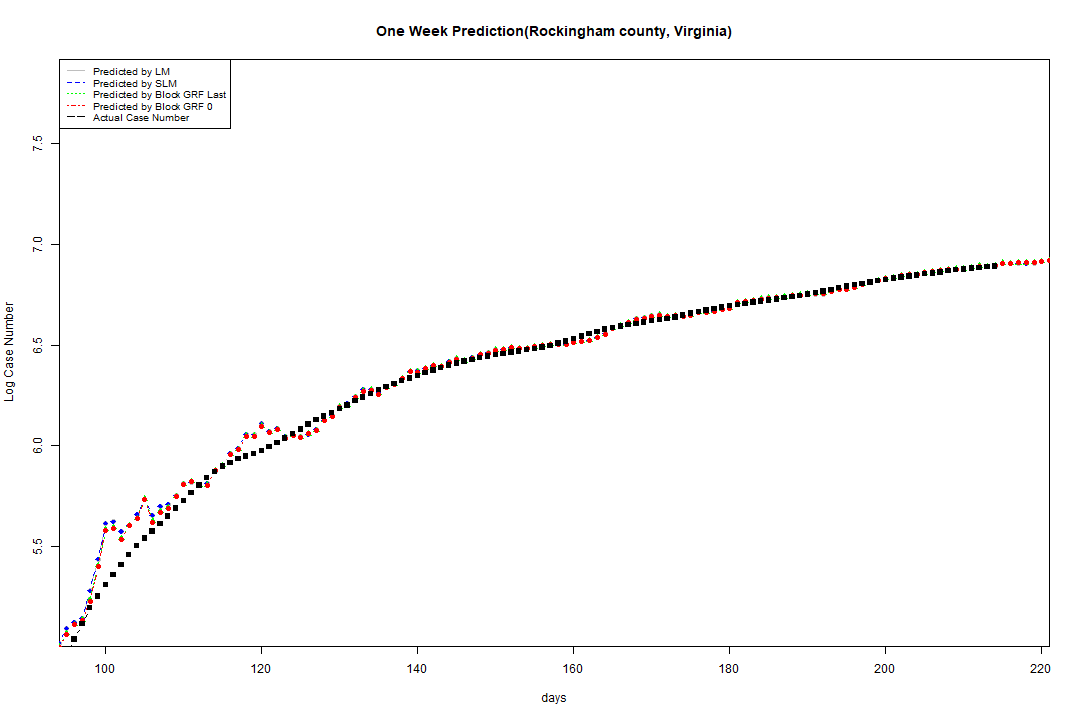 One Week Prediction(Rockingham county, Virginia)
Predicted by LM
Predicted by SLM
Predicted by Block GRF Last
Predicted by Block GRF 0
Actual Case Number
7.5
7.0
6.5
6.0
5.5
Log Case Number
100 120 140 160 180 200 220
days